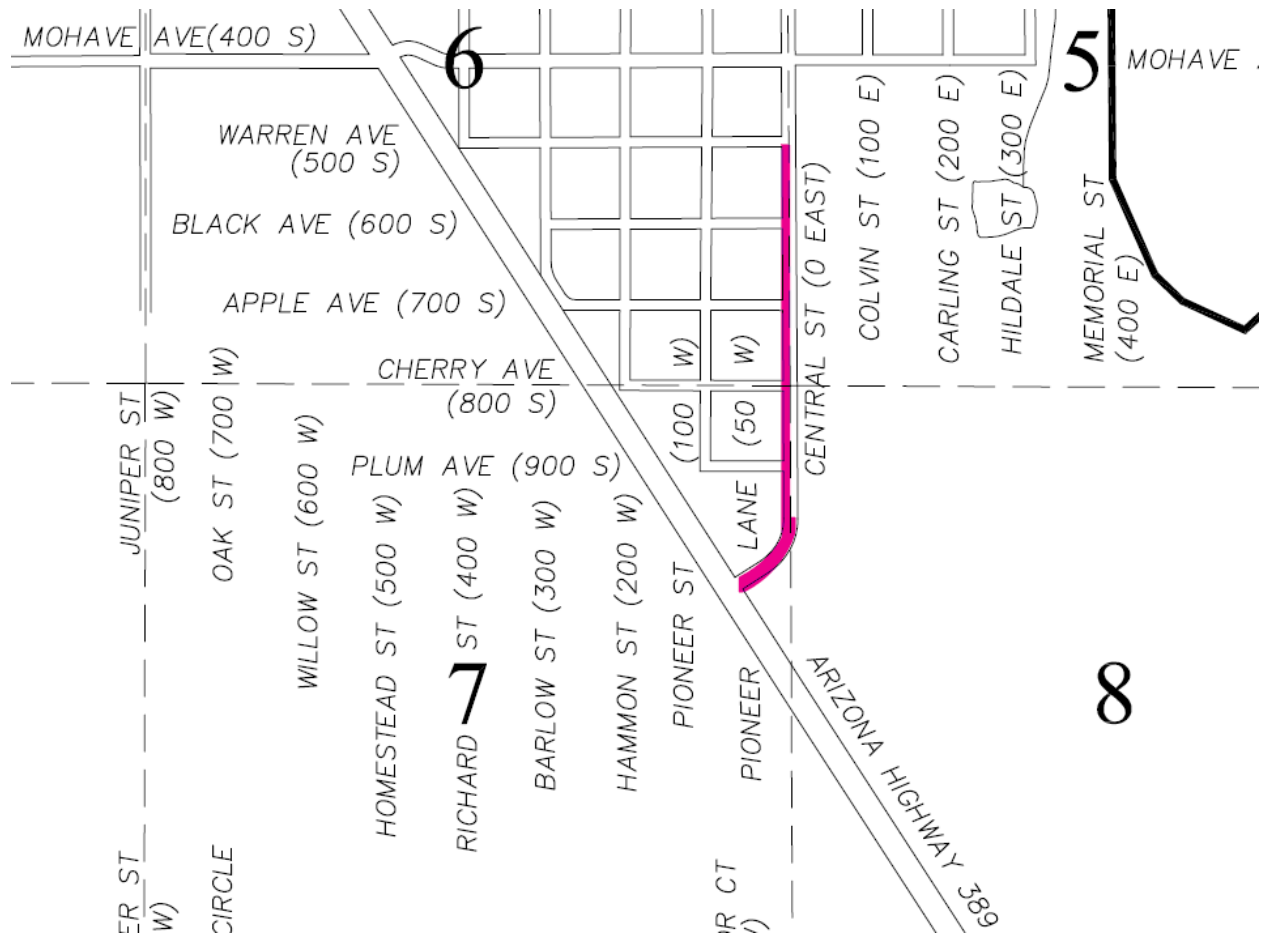 MOHAVE AVE(400 S)
6
5
MOHAVE
WARREN AVE
(500 S)
BLACK AVE (600 S)
APPLE AVE (700 S)
CHERRY AVE
(800 S)
PLUM AVE (900 S)
JUNIPER ST
(800 W)
OAK ST (700 W)
WILLOW ST (600 W)
HOMESTEAD ST (500 W)
RICHARD ST (400 W)
BARLOW ST (300 W)
HAMMON ST (200 W)
PIONEER ST (100 W)
PIONEER LANE (50 W)
CENTRAL ST (0 EAST)
COLVIN ST (100 E)
CARLING ST (200 E)
HILDALE ST (300 E)
MEMORIAL ST
(400 E)
7
8
ARIZONA HIGHWAY 389
ER ST
W)
CIRCLE
OR CT